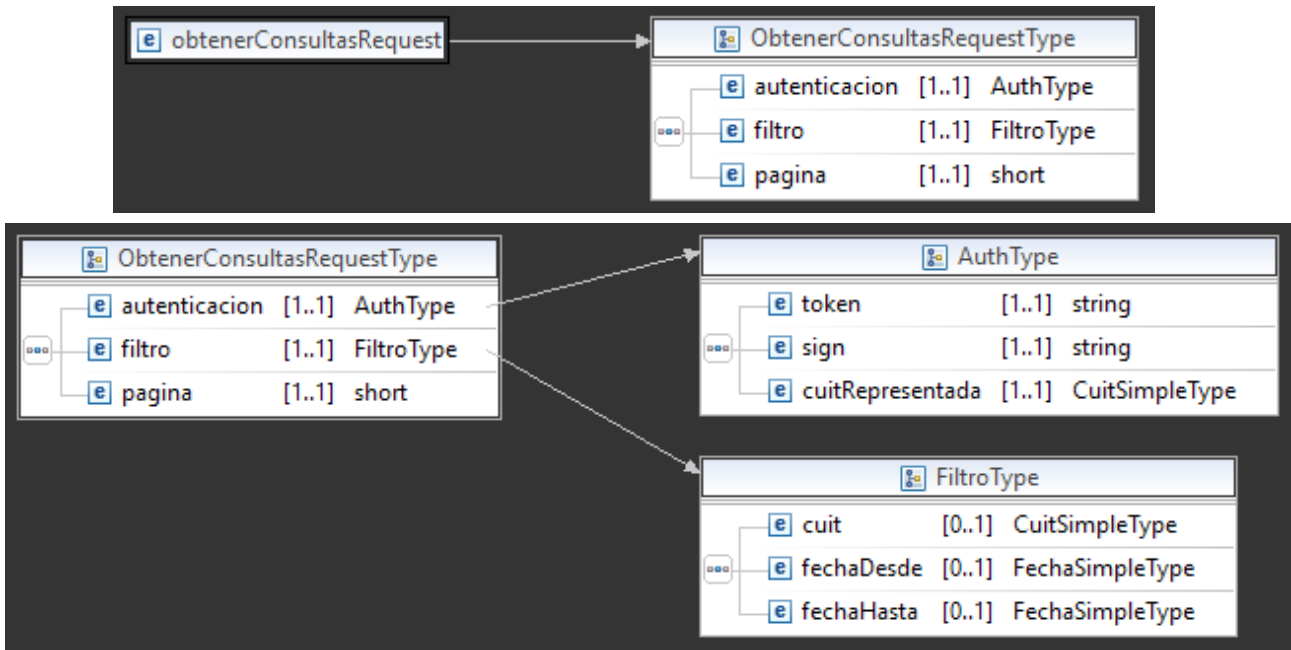 e obtenerConsultasRequest
ObtenerConsultasRequestType
e autenticacion [1..1] AuthType
e filtro [1..1] FiltroType
e pagina [1..1] short
ObtenerConsultasRequestType
e autenticacion [1..1] AuthType
e filtro [1..1] FiltroType
e pagina [1..1] short
AuthType
e token [1..1] string
e sign [1..1] string
e cuitRepresentada [1..1] CuitSimpleType
FiltroType
e cuit [0..1] CuitSimpleType
e fechaDesde [0..1] FechaSimpleType
e fechaHasta [0..1] FechaSimpleType